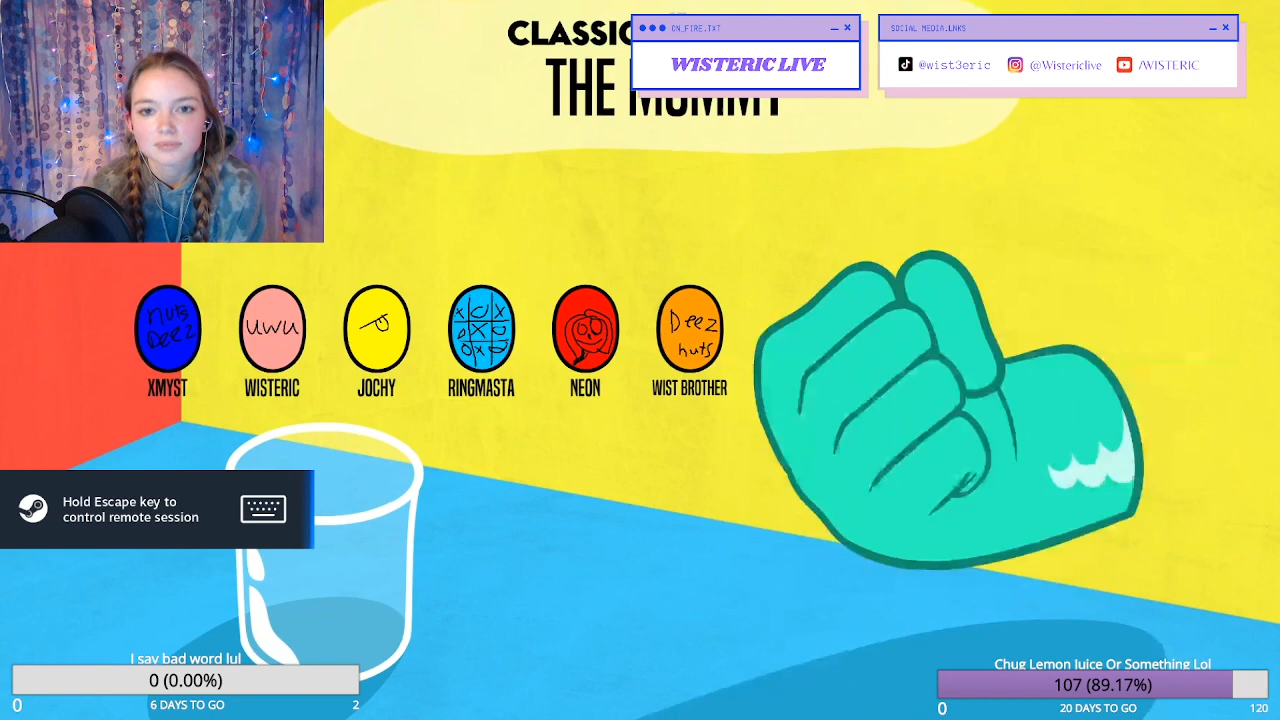 CLASSIC
THE MUMMY
ON_FIRE.TXT
WISTERIC LIVE
SOCIAL MEDIA.LNKS
@wist3eric
@Wistericlive
/WISTERIC
nuts
Deez
uwu
Deez
nuts
XMYST
WISTERIC
JOCHY
RINGMASTA
NEON
WIST BROTHER
Hold Escape key to
control remote session
I say bad word lul
0 (0.00%)
0
6 DAYS TO GO
2
Chug Lemon Juice Or Something Lol
107 (89.17%)
0
20 DAYS TO GO
120